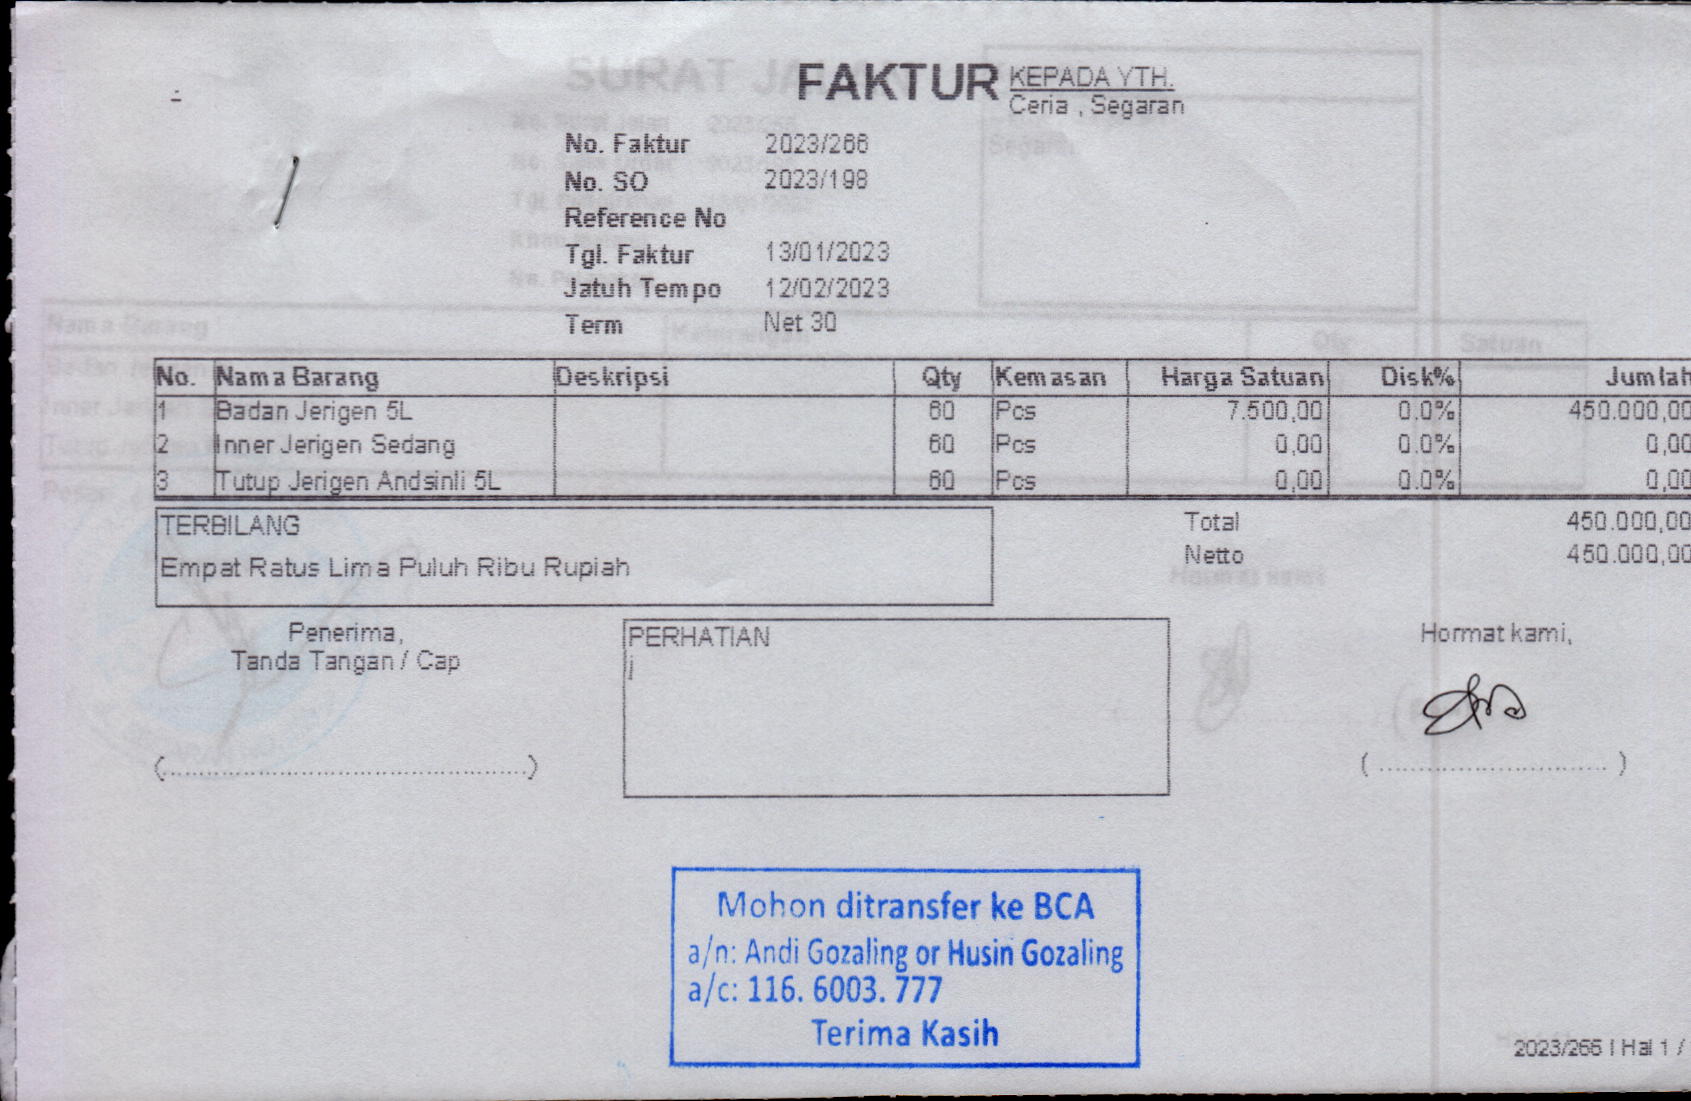 FAKTUR
KEPADA YTH.
Ceria , Segaran
No. Faktur 2023/266
No. SO 2023/198
Reference No
Tgl. Faktur 13/01/2023
Jatuh Tempo 12/02/2023
Term Net 30
No. Nama Barang Deskripsi Qty Kemasan Harga Satuan Disk% Jumlah
1 Badan Jerigen 5L 60 Pcs 7.500,00 0.0% 450.000,00
2 Inner Jerigen Sedang 60 Pcs 0,00 0.0% 0,00
3 Tutup Jerigen Andsinli 5L 60 Pcs 0,00 0.0% 0,00
TERBILANG
Empat Ratus Lima Puluh Ribu Rupiah
Total 450.000,00
Netto 450.000,00
Penerima,
Tanda Tangan / Cap
PERHATIAN
j
Hormat kami,
(........................................)
( ............................ )
Mohon ditransfer ke BCA
a/n: Andi Gozaling or Husin Gozaling
a/c: 116. 6003. 777
Terima Kasih
2023/266 | Hal 1 /